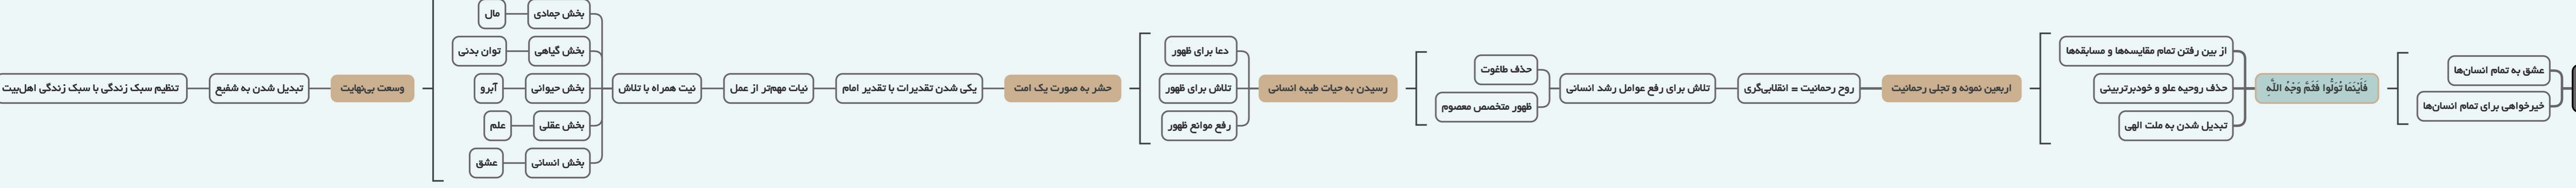 عشق به تمام انسان‌ها
خیرخواهی برای تمام انسان‌ها
فَأَيْنَمَا تُوَلُّوا فَثَمَّ وَجْهُ اللَّهِ
از بین رفتن تمام مقایسه‌ها و مسابقه‌ها
حذف روحیه علو و خودبرتربینی
تبدیل شدن به ملت الهی
اربعین نمونه و تجلی رحمانیت
روح رحمانیت = انقلابی‌گری
تلاش برای رفع عوامل رشد انسانی
حذف طاغوت
ظهور متخصص معصوم
رسیدن به حیات طیبه انسانی
دعا برای ظهور
تلاش برای ظهور
رفع موانع ظهور
حشر به صورت یک امت
یکی شدن تقدیرات با تقدیر امام
نیات مهم‌تر از عمل
نیت همراه با تلاش
بخش جمادی
مال
بخش گیاهی
توان بدنی
بخش حیوانی
آبرو
بخش عقلی
علم
بخش انسانی
عشق
وسعت بی‌نهایت
تبدیل شدن به شفیع
تنظیم سبک زندگی با سبک زندگی اهل‌بیت